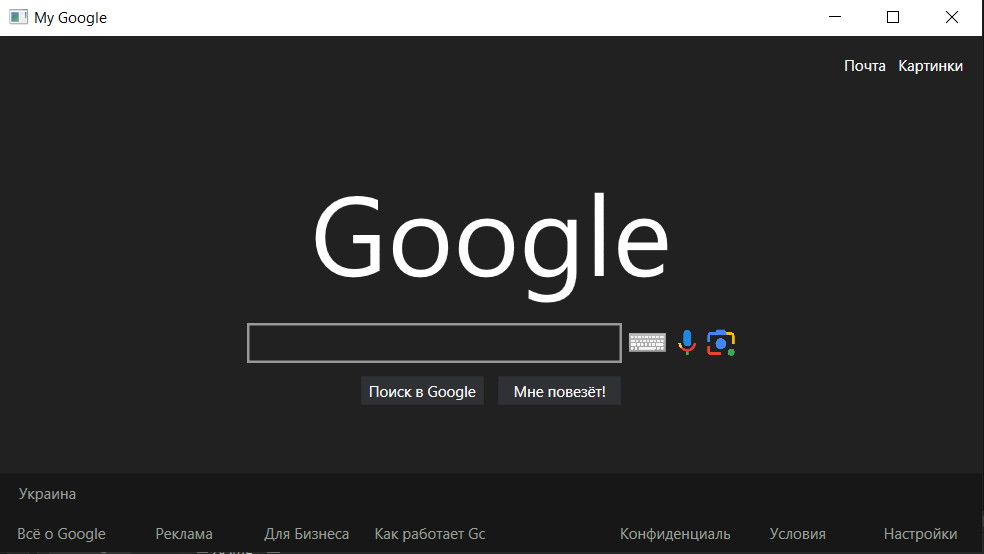 My Google
Почта Картинки
Google
Поиск в Google Мне повезёт!
Украина
Всё о Google Реклама Для Бизнеса Как работает Gc Конфиденциаль Условия Настройки